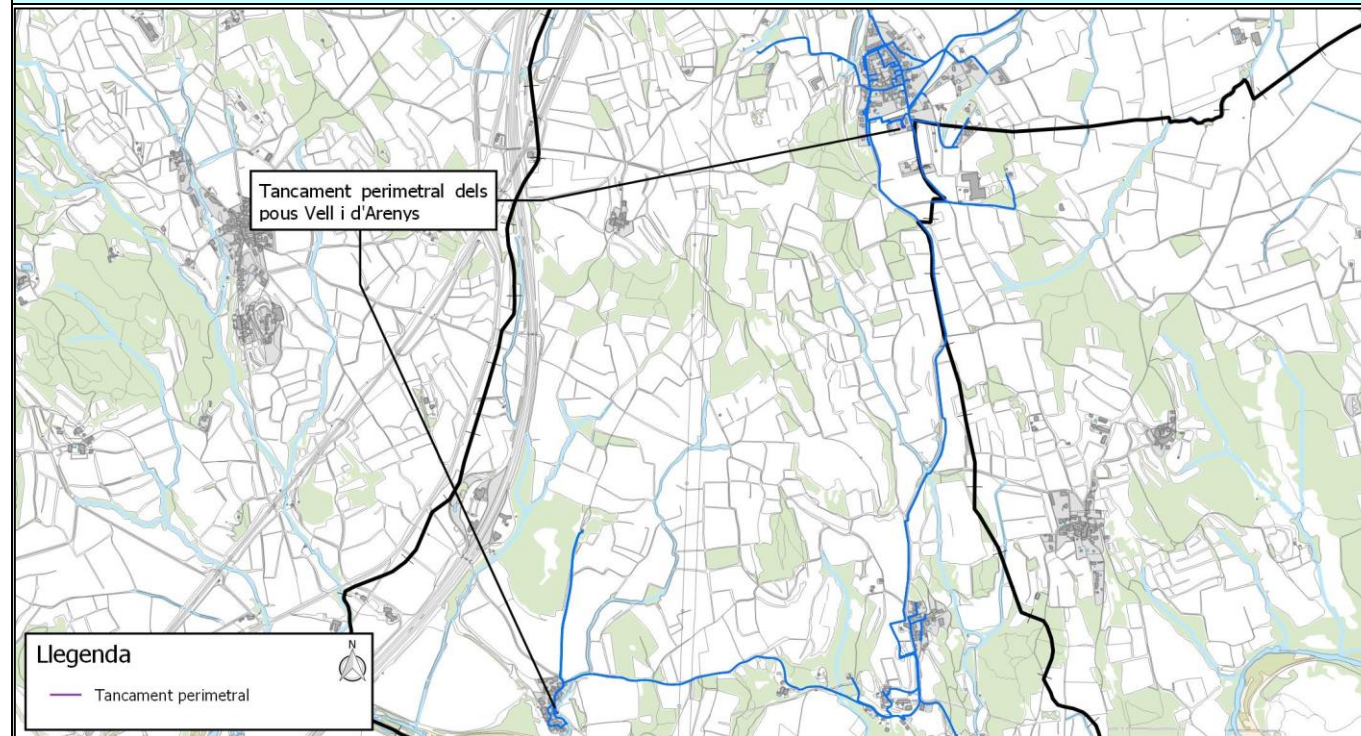 Tancament perimetral dels
pous Vell i d'Arenys
Llegenda
N
Tancament perimetral